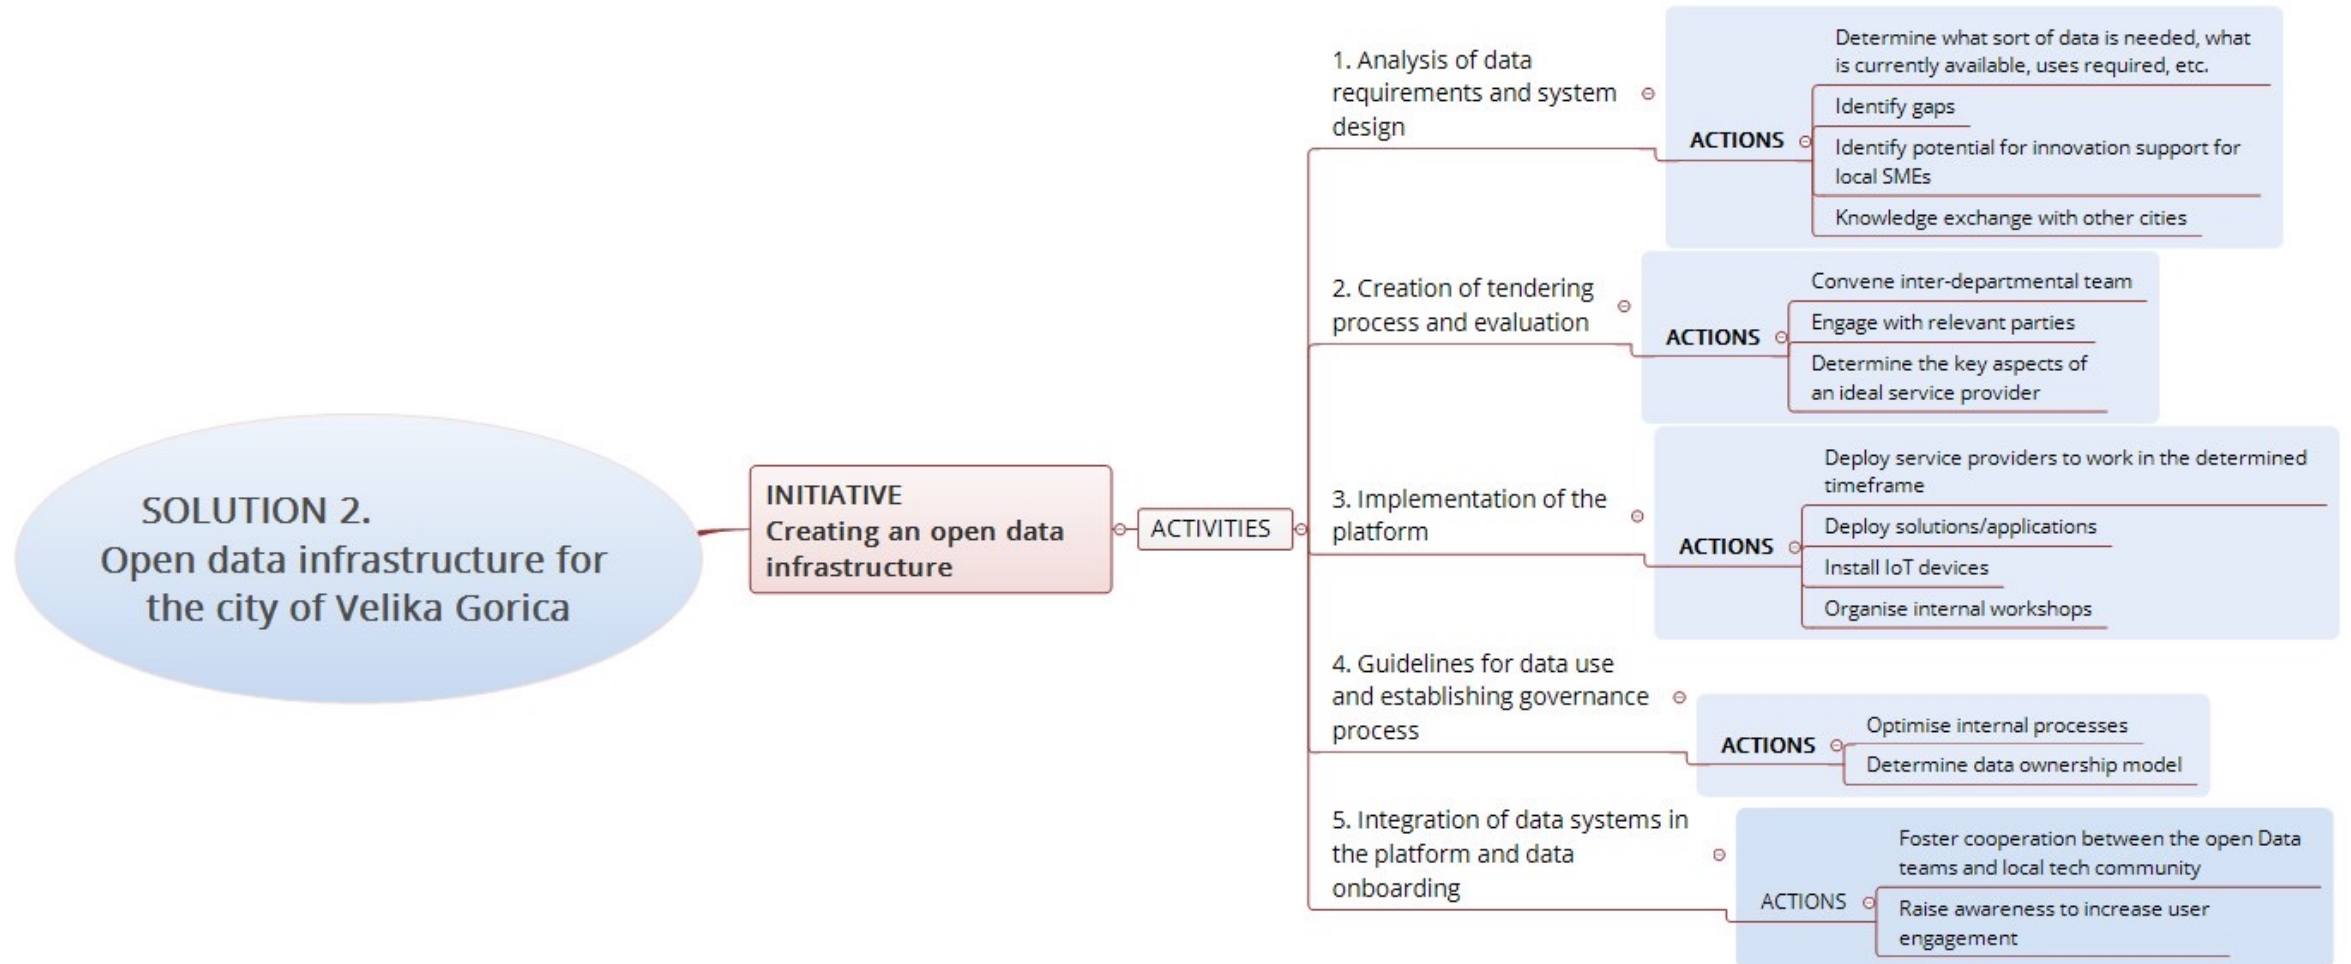 SOLUTION 2.
Open data infrastructure for
the city of Velika Gorica
INITIATIVE
Creating an open data
infrastructure
ACTIVITIES
1. Analysis of data
requirements and system
design
ACTIONS
Determine what sort of data is needed, what
is currently available, uses required, etc.
Identify gaps
Identify potential for innovation support for
local SMEs
Knowledge exchange with other cities
2. Creation of tendering
process and evaluation
ACTIONS
Convene inter-departmental team
Engage with relevant parties
Determine the key aspects of
an ideal service provider
3. Implementation of the
platform
ACTIONS
Deploy service providers to work in the determined
timeframe
Deploy solutions/applications
Install IoT devices
Organise internal workshops
4. Guidelines for data use
and establishing governance
process
ACTIONS
Optimise internal processes
Determine data ownership model
5. Integration of data systems in
the platform and data
onboarding
ACTIONS
Foster cooperation between the open Data
teams and local tech community
Raise awareness to increase user
engagement